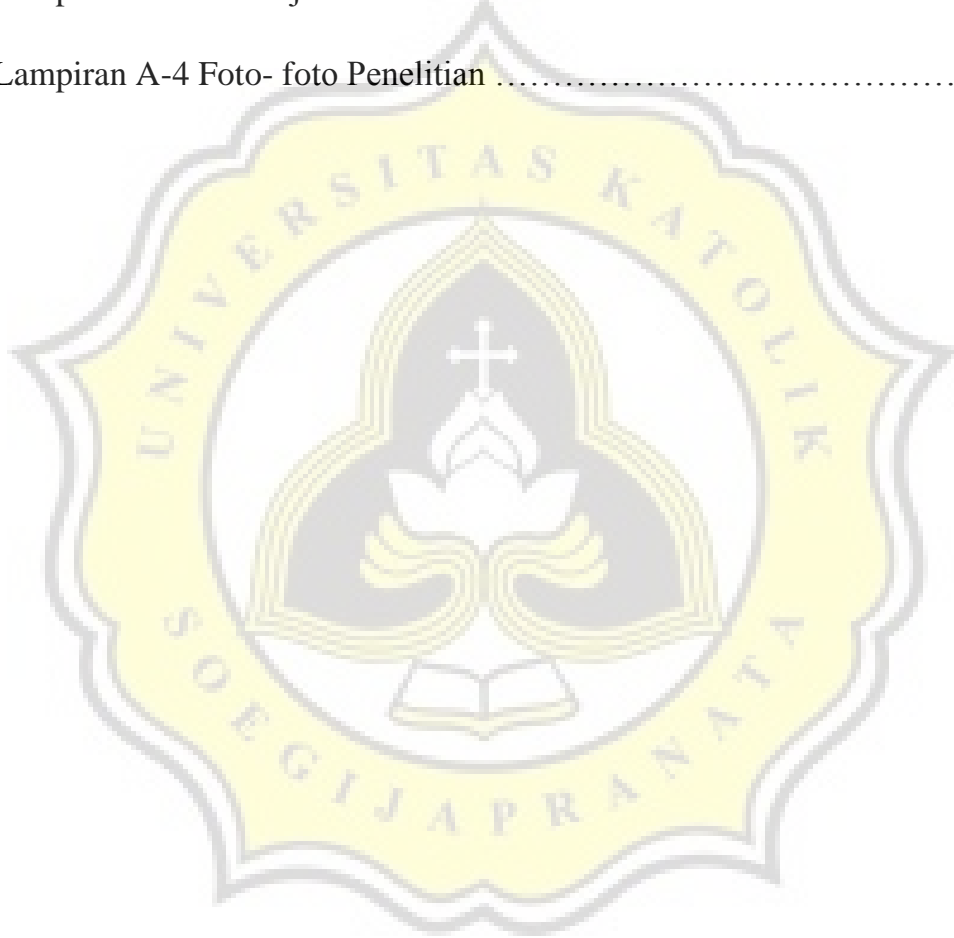 Lampiran A-4 Foto- foto Penelitian ........................................
UNIVERSITAS KATOLIK
SOEGIJAPRANATA